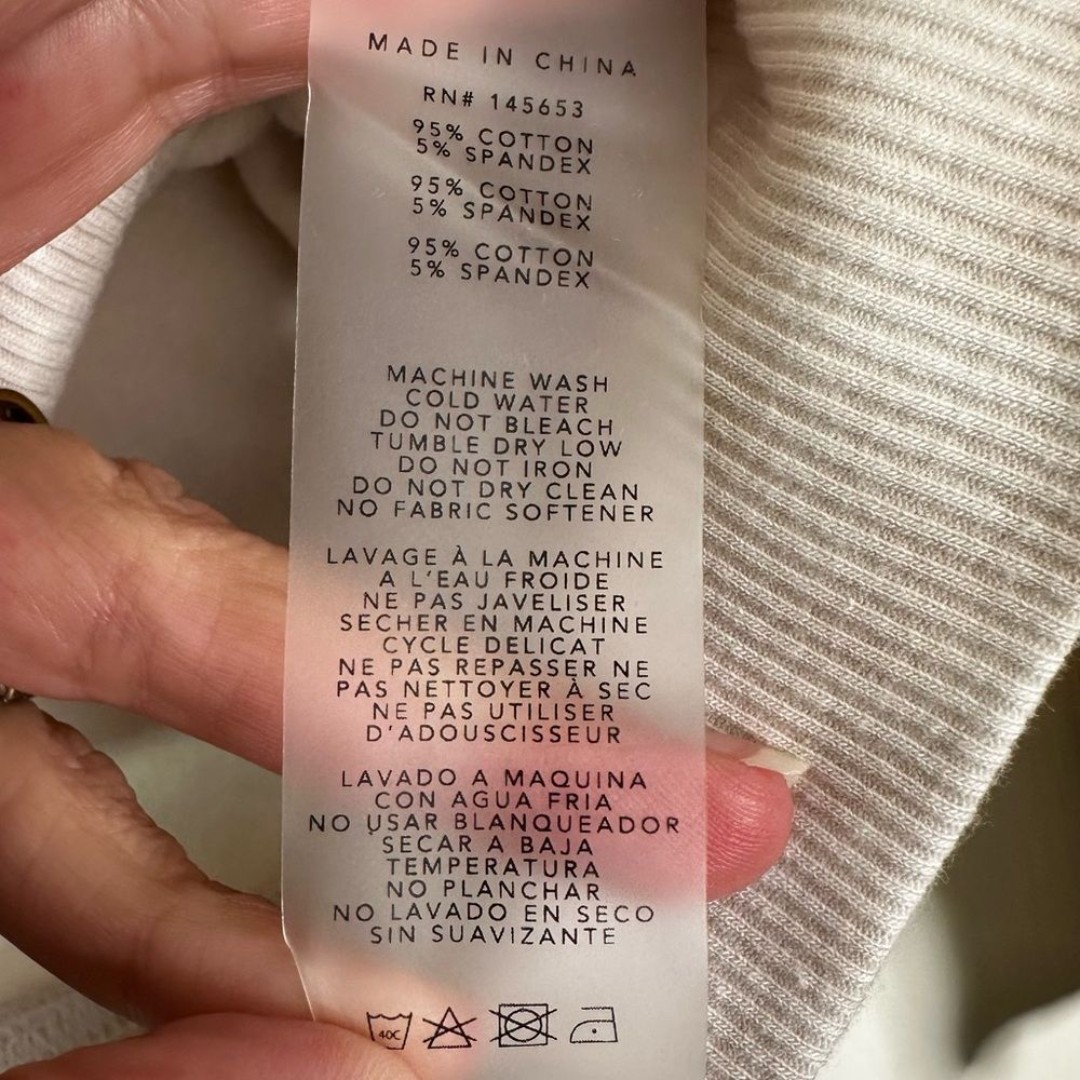 MADE IN CHINA
RN# 145653
95% COTTON
5% SPANDEX
95% COTTON
5% SPANDEX
95% COTTON
5% SPANDEX
MACHINE WASH
COLD WATER
DO NOT BLEACH
TUMBLE DRY LOW
DO NOT IRON
DO NOT DRY CLEAN
NO FABRIC SOFTENER
LAVAGE À LA MACHINE
A L'EAU FROIDE
NE PAS JAVELISER
SECHER EN MACHINE
CYCLE DELICAT
NE PAS REPASSER NE
PAS NETTOYER À SEC
NE PAS UTILISER
D'ADOUSCISSEUR
LAVADO A MAQUINA
CON AGUA FRIA
NO USAR BLANQUEADOR
SECAR A BAJA
TEMPERATURA
NO PLANCHAR
NO LAVADO EN SECO
SIN SUAVIZANTE
40C